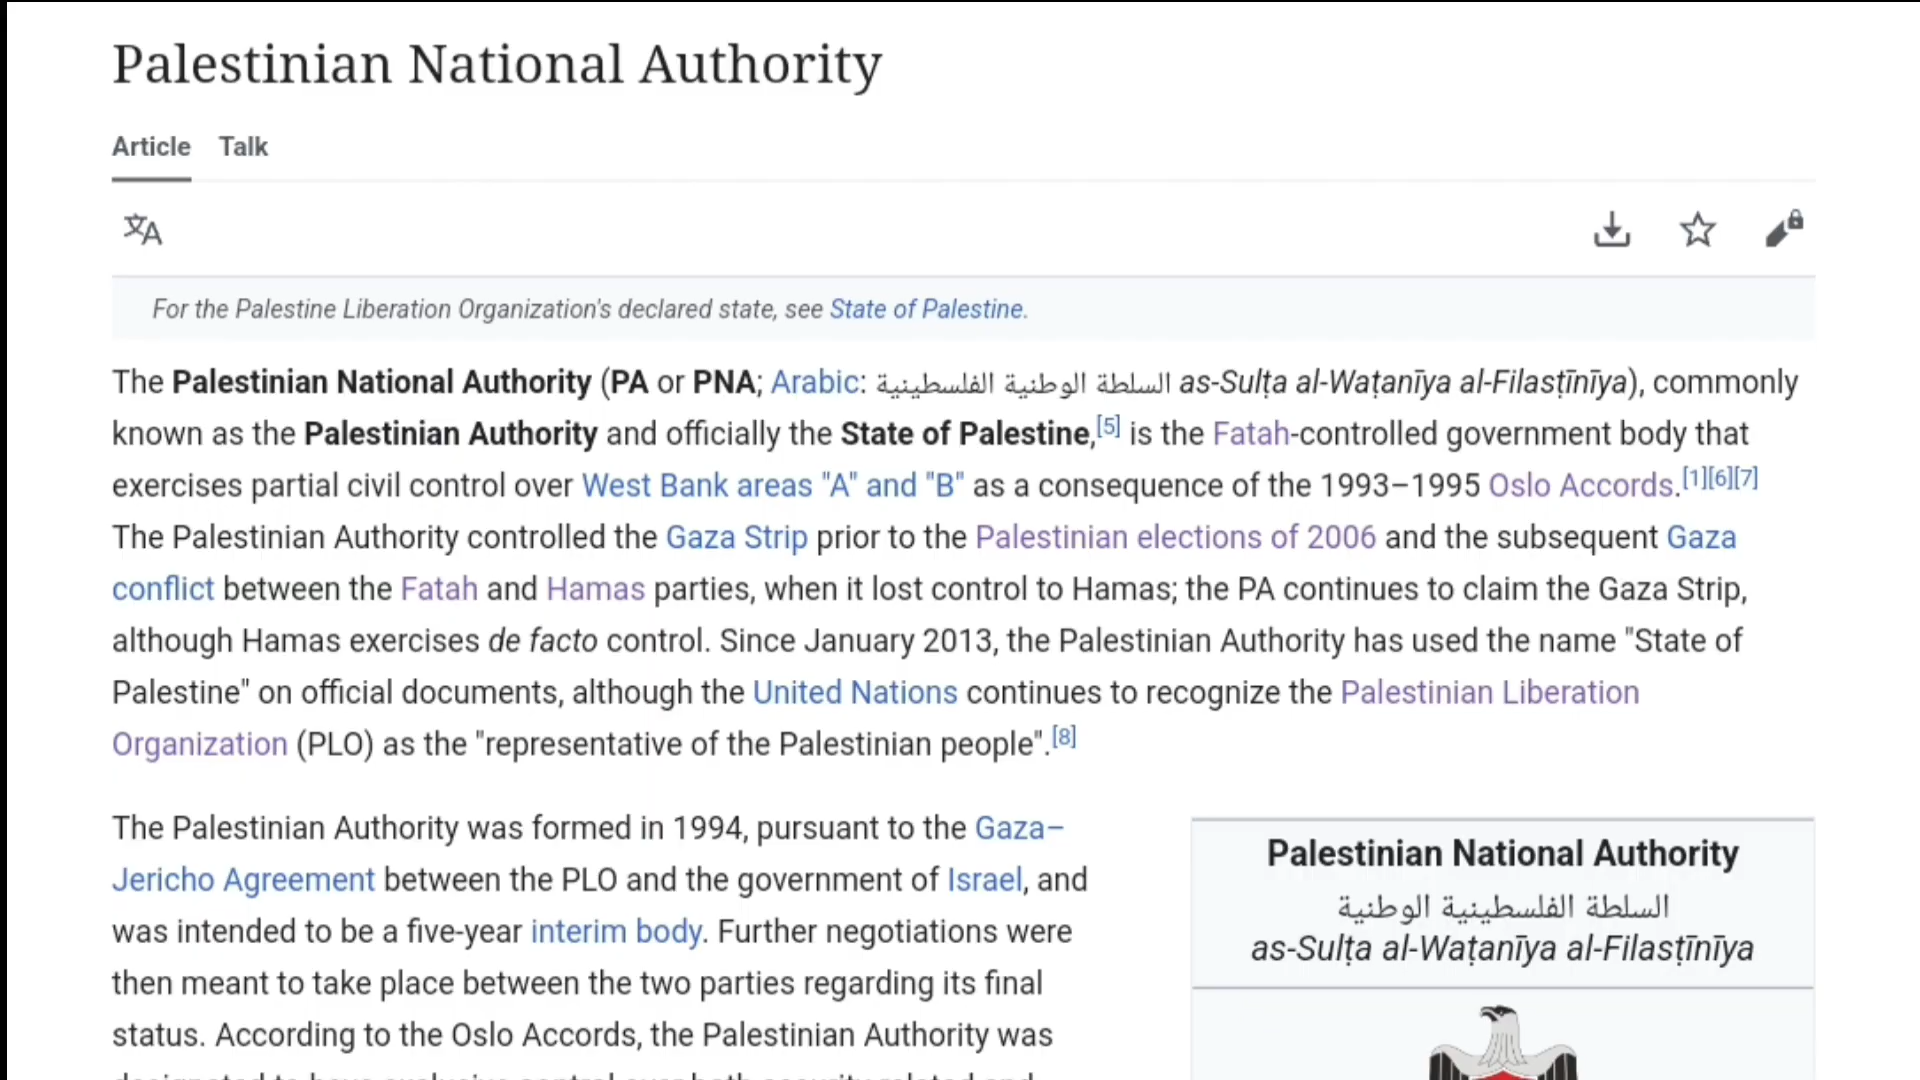 Palestinian National Authority
Article Talk
For the Palestine Liberation Organization's declared state, see State of Palestine.
The Palestinian National Authority (PA or PNA; Arabic: السلطة الوطنية الفلسطينية as-Sulṭa al-Waṭanīya al-Filasṭīnīya), commonly
known as the Palestinian Authority and officially the State of Palestine,[5] is the Fatah-controlled government body that
exercises partial civil control over West Bank areas "A" and "B" as a consequence of the 1993–1995 Oslo Accords.[1][6][7]
The Palestinian Authority controlled the Gaza Strip prior to the Palestinian elections of 2006 and the subsequent Gaza
conflict between the Fatah and Hamas parties, when it lost control to Hamas; the PA continues to claim the Gaza Strip,
although Hamas exercises de facto control. Since January 2013, the Palestinian Authority has used the name "State of
Palestine" on official documents, although the United Nations continues to recognize the Palestinian Liberation
Organization (PLO) as the "representative of the Palestinian people".[8]
The Palestinian Authority was formed in 1994, pursuant to the Gaza–
Jericho Agreement between the PLO and the government of Israel, and
was intended to be a five-year interim body. Further negotiations were
then meant to take place between the two parties regarding its final
status. According to the Oslo Accords, the Palestinian Authority was
Palestinian National Authority
السلطة الفلسطينية الوطنية
as-Sulṭa al-Waṭanīya al-Filasṭīnīya